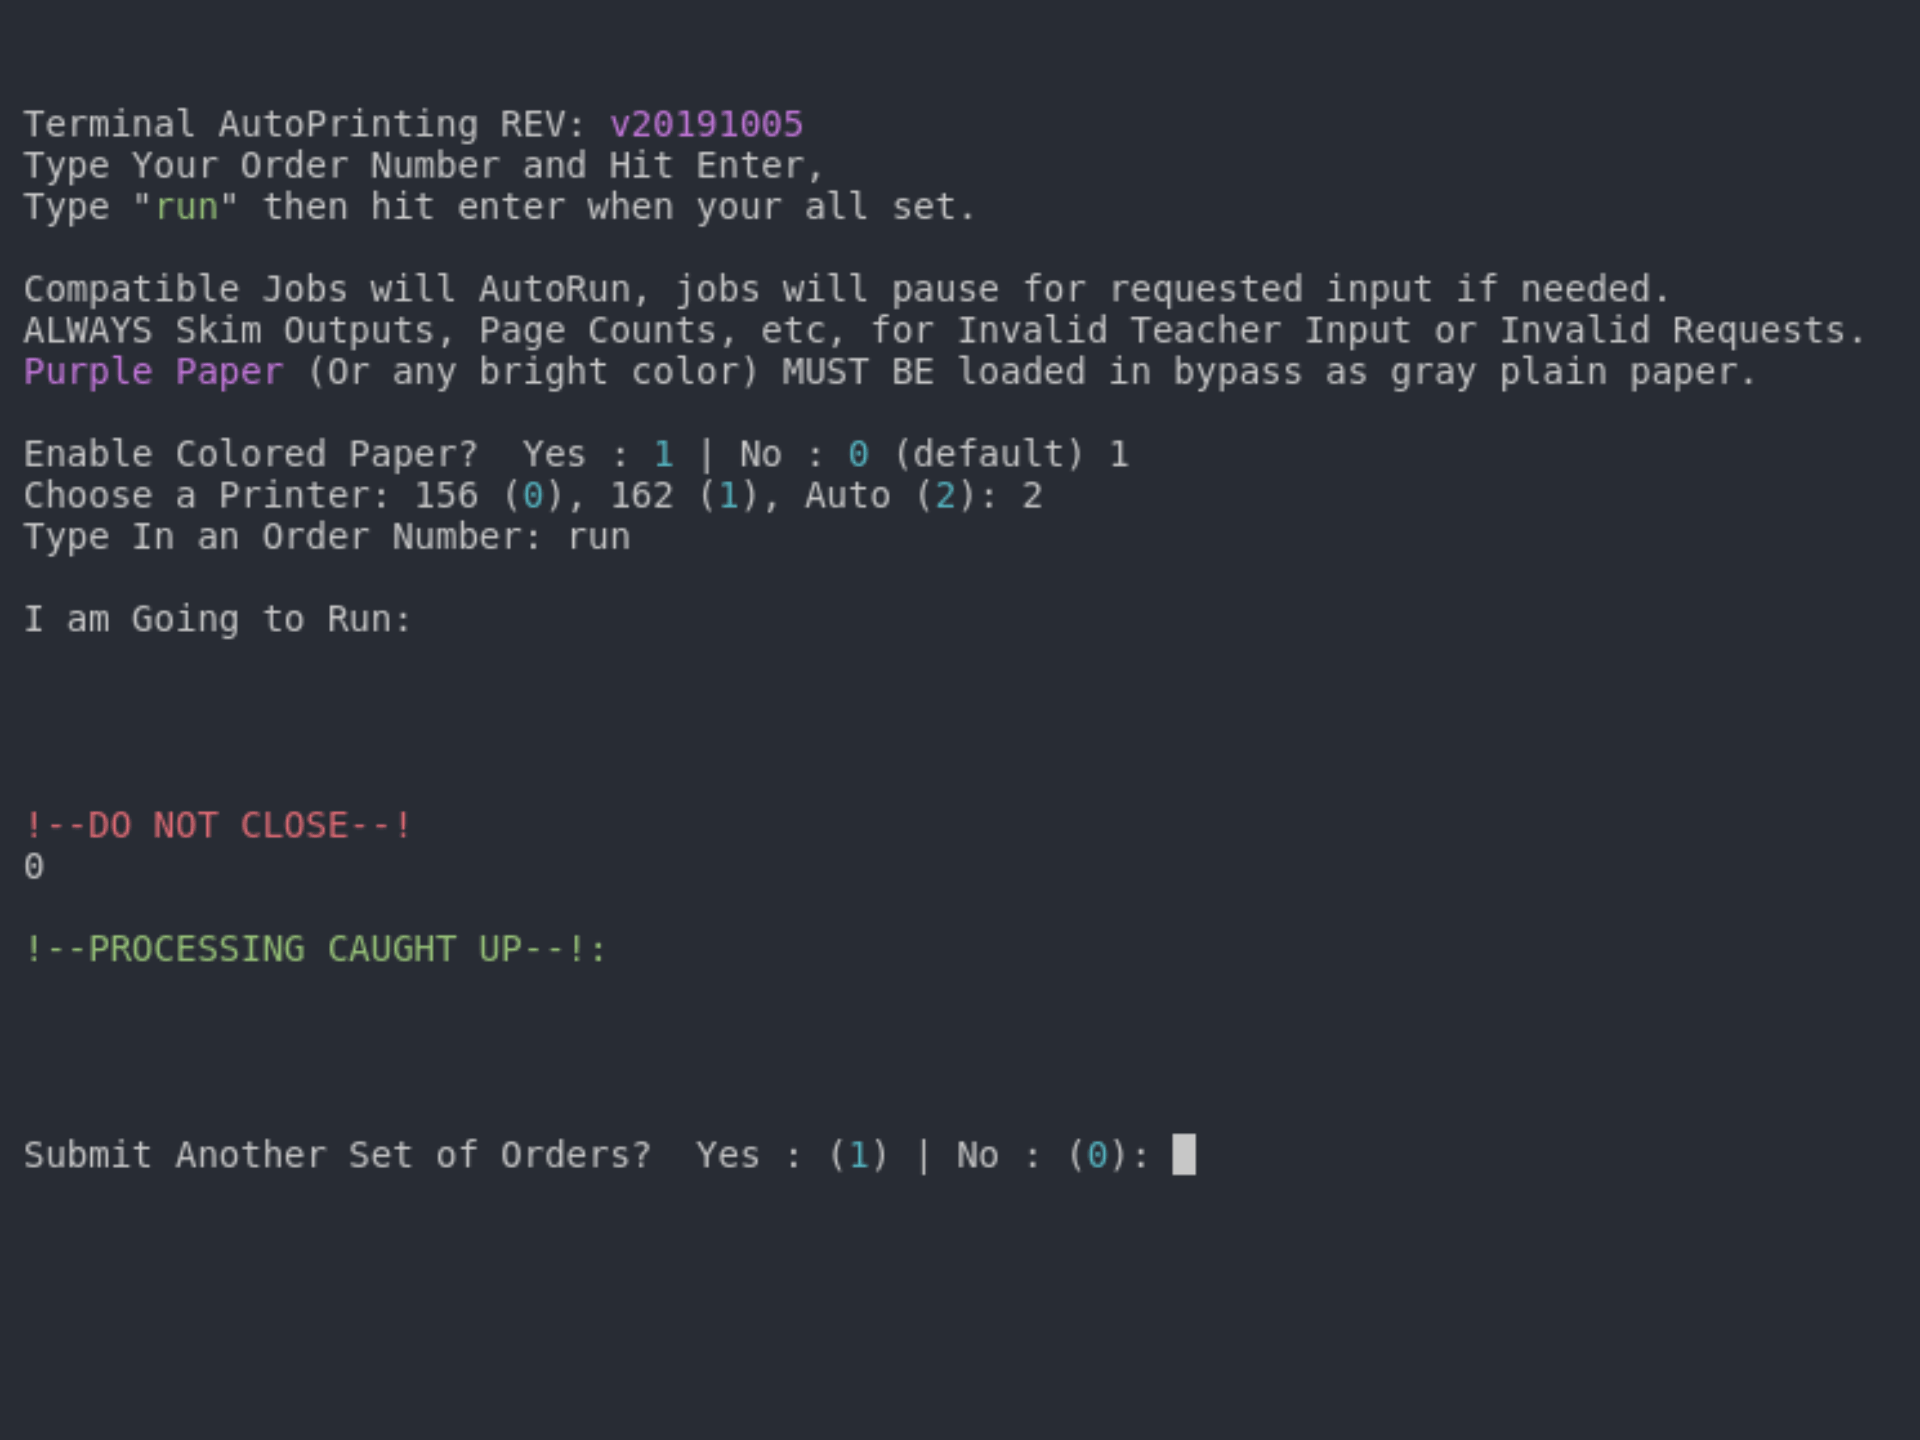 Terminal AutoPrinting REV: v20191005
Type Your Order Number and Hit Enter,
Type "run" then hit enter when your all set.
Compatible Jobs will AutoRun, jobs will pause for requested input if needed.
ALWAYS Skim Outputs, Page Counts, etc, for Invalid Teacher Input or Invalid Requests.
Purple Paper (Or any bright color) MUST BE loaded in bypass as gray plain paper.
Enable Colored Paper?  Yes : 1 | No : 0 (default) 1
Choose a Printer: 156 (0), 162 (1), Auto (2): 2
Type In an Order Number: run
I am Going to Run:
!--DO NOT CLOSE--!
0
!--PROCESSING CAUGHT UP--!:
Submit Another Set of Orders?  Yes : (1) | No : (0):